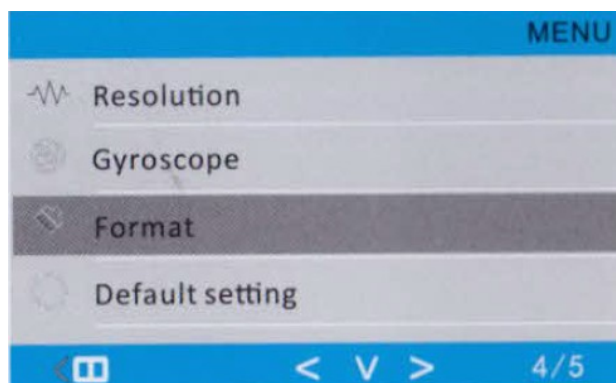 MENU
Resolution
Gyroscope
Format
Default setting
< V > 4/5